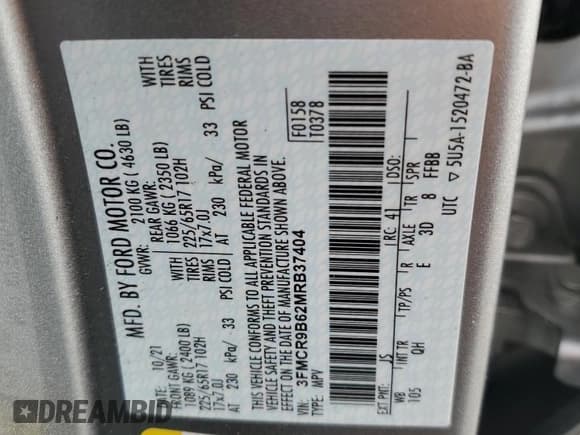 MFD. BY FORD MOTOR CO.
DATE: 10/21 GVWR: 2100 KG ( 4630 LB)
FRONT GAWR: REAR GAWR:
1089 KG ( 2400 LB) 1066 KG ( 2350 LB) WITH
225/65R17 102H TIRES 225/65R17 102H TIRES WITH
17x7.0J RIMS 17x7.0J RIMS
AT 230 kPa/ 33 PSI COLD AT 230 kPa/ 33 PSI COLD
THIS VEHICLE CONFORMS TO ALL APPLICABLE FEDERAL MOTOR
VEHICLE SAFETY AND THEFT PREVENTION STANDARDS IN EFFECT
ON THE DATE OF MANUFACTURE SHOWN ABOVE.
3FMCR9B62MRB37404
TYPE: MPV
F0158
T0378
EXT PNT: JS RC: 41 DSO:
WB INT TR TP/PS R AXLE TR SPR
105 QH E 3D 8 FFBB
UTC ▽ 5U5A-1520472-BA
DREAMBID